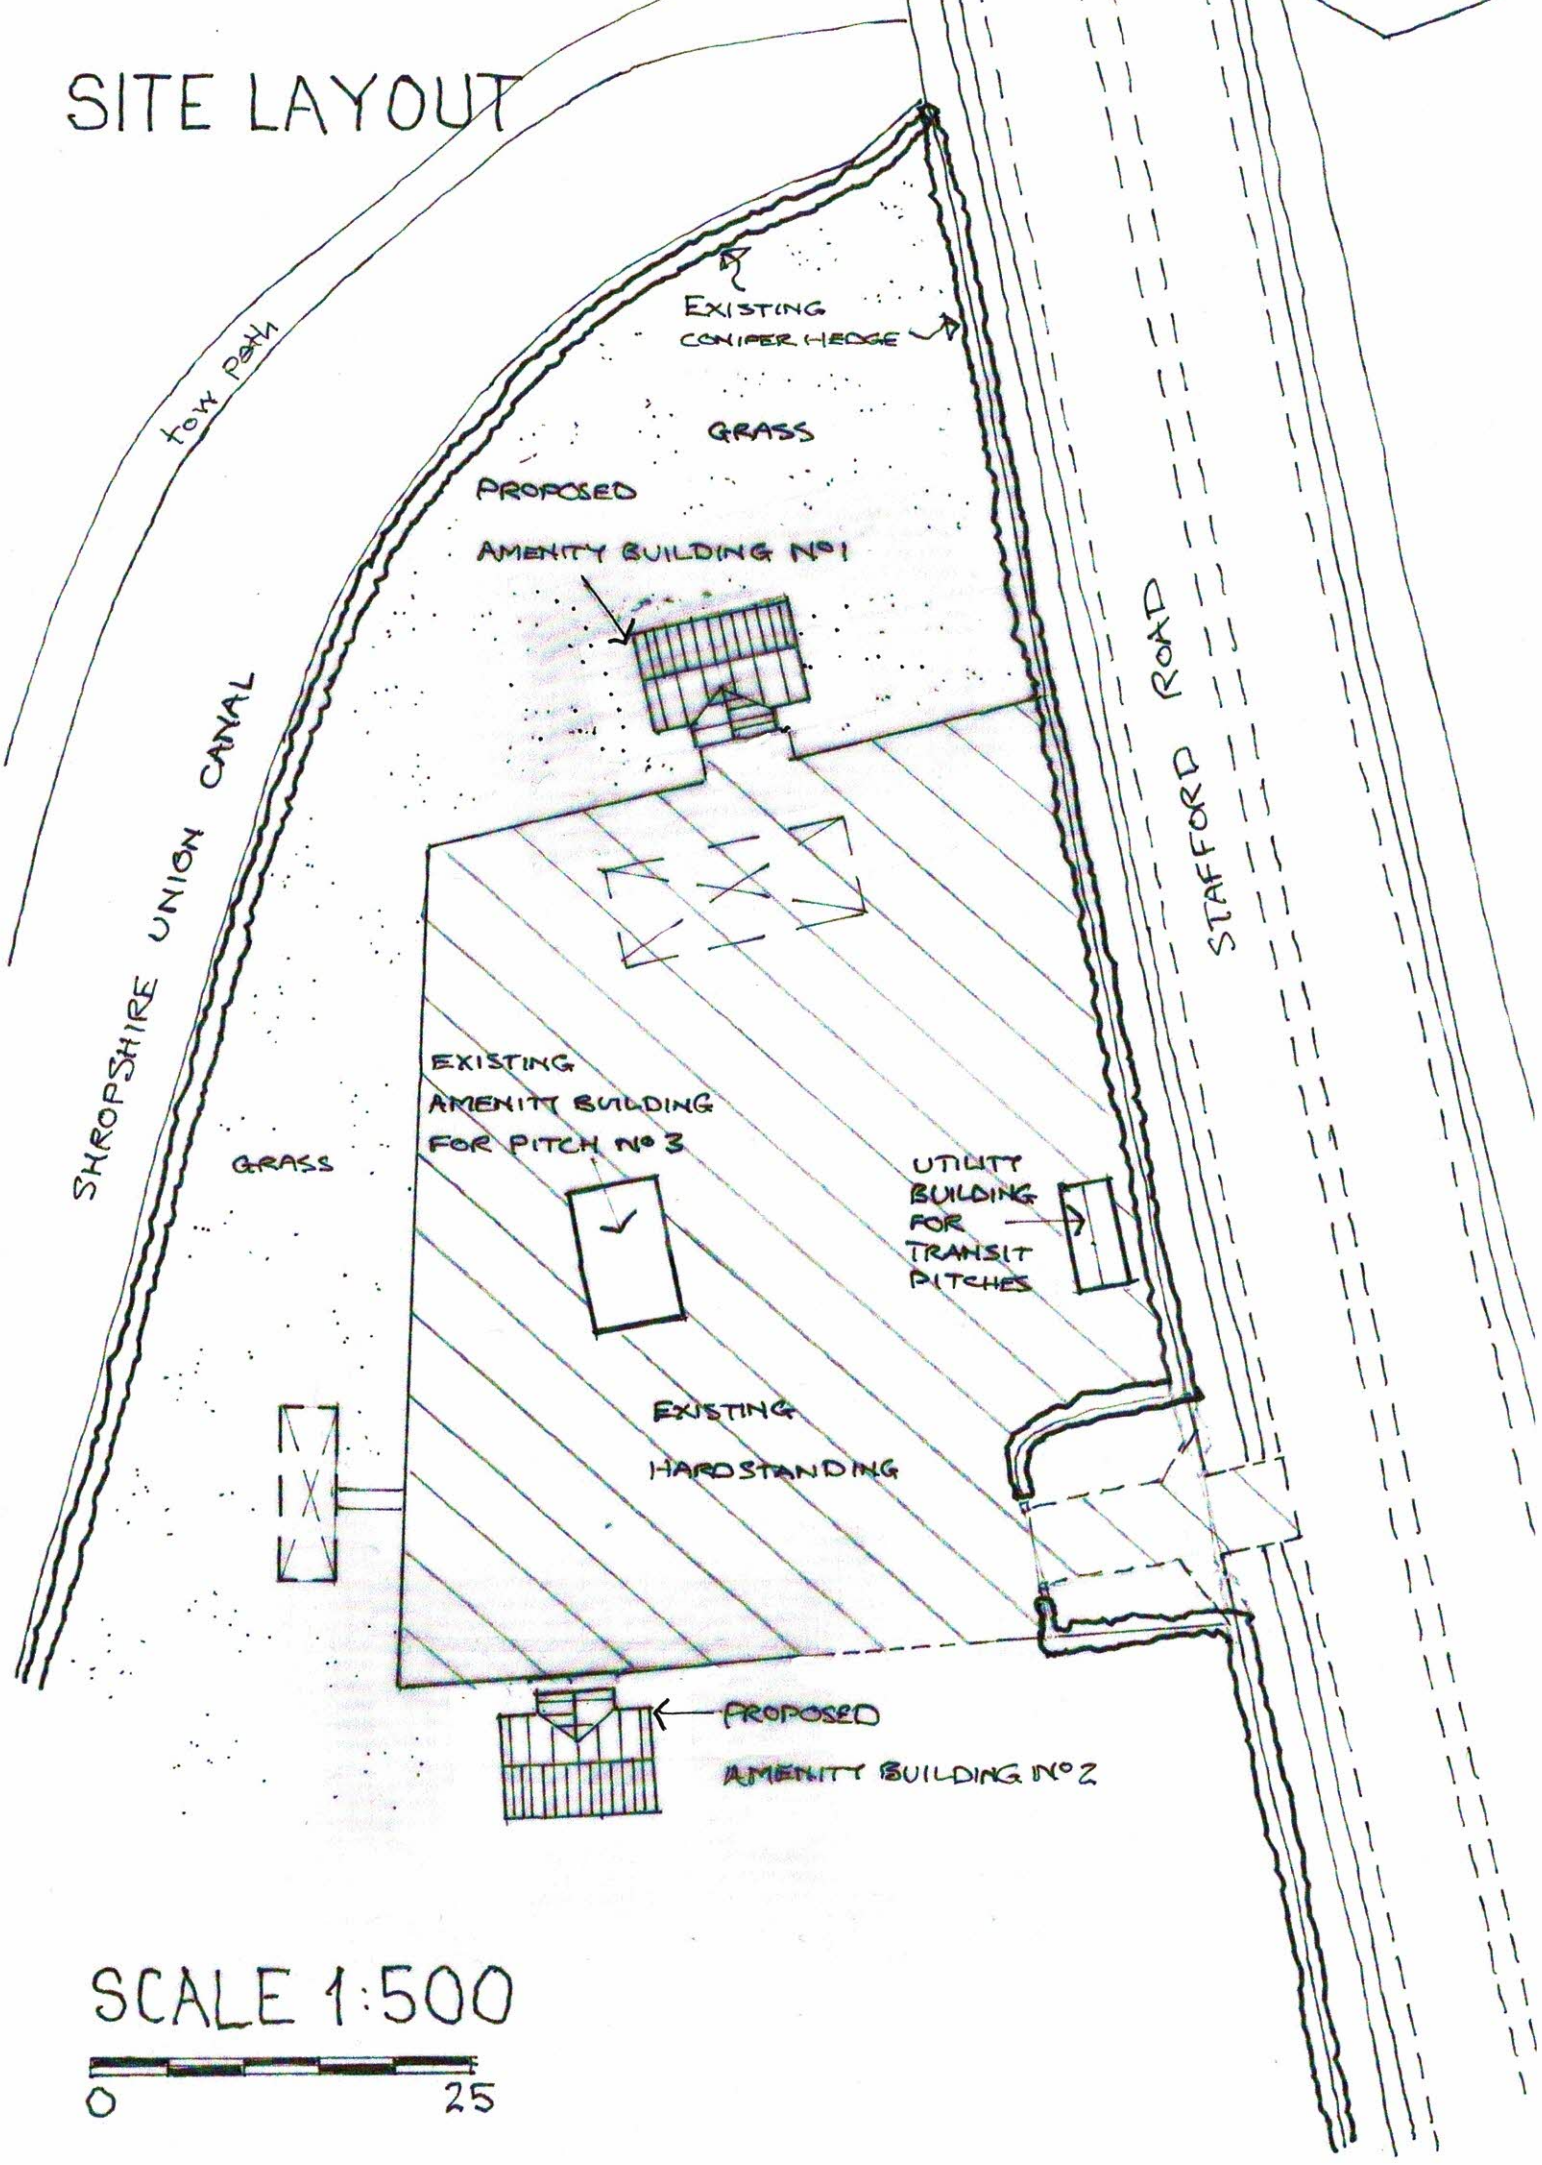 SITE LAYOUT
tow path
EXISTING
CONIFER HEDGE
GRASS
PROPOSED
AMENITY BUILDING Nº1
SHROPSHIRE UNION CANAL
STAFFORD ROAD
EXISTING
AMENITY BUILDING
FOR PITCH Nº 3
GRASS
UTILITY
BUILDING
FOR
TRANSIT
PITCHES
EXISTING
HARDSTANDING
PROPOSED
AMENITY BUILDING Nº2
SCALE 1:500
0 25